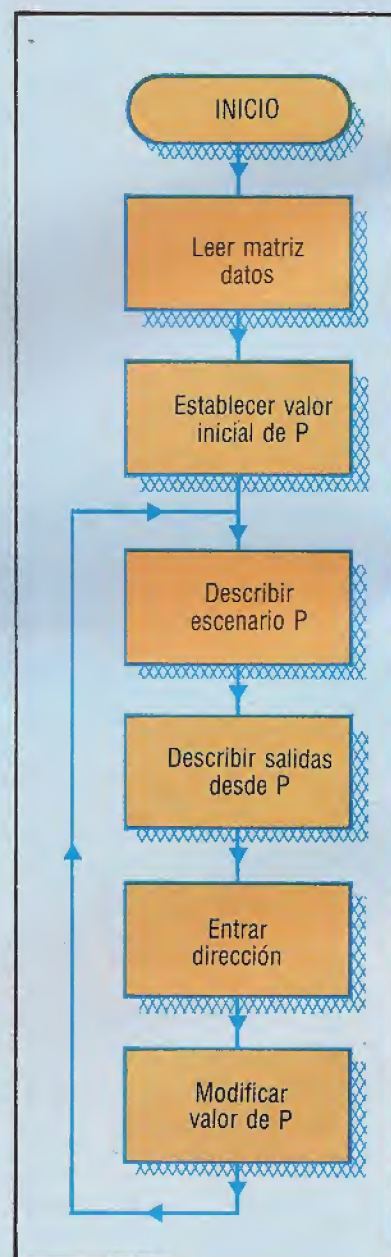 INICIO
Leer matriz
datos
Establecer valor
inicial de P
Describir
escenario P
Describir salidas
desde P
Entrar
dirección
Modificar
valor de P